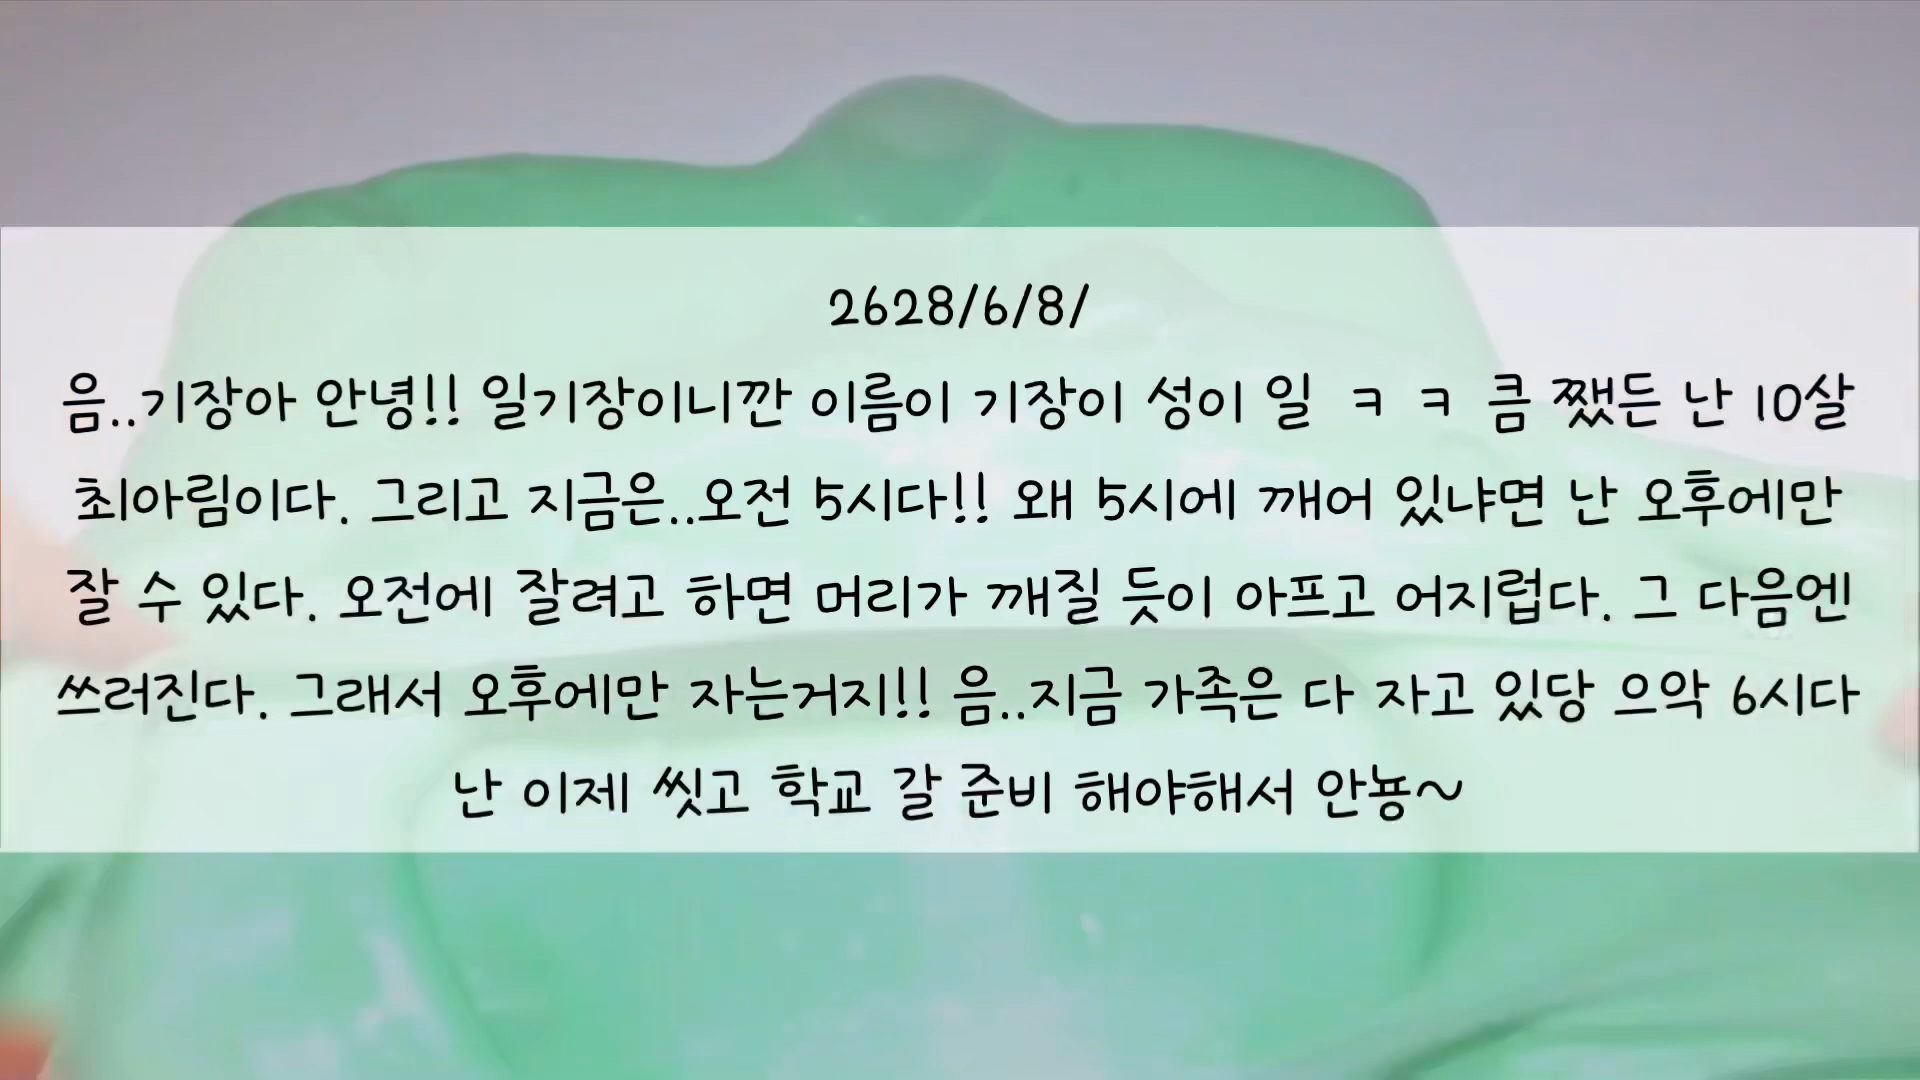 2628/6/8/
음..기장아 안녕!! 일기장이니깐 이름이 기장이 성이 일 ㅋ ㅋ 큼 쨌든 난 10살
최아림이다. 그리고 지금은..오전 5시다!! 왜 5시에 깨어 있냐면 난 오후에만
잘 수 있다. 오전에 잘려고 하면 머리가 깨질 듯이 아프고 어지럽다. 그 다음엔
쓰러진다. 그래서 오후에만 자는거지!! 음..지금 가족은 다 자고 있당 으악 6시다
난 이제 씻고 학교 갈 준비 해야해서 안뇽~